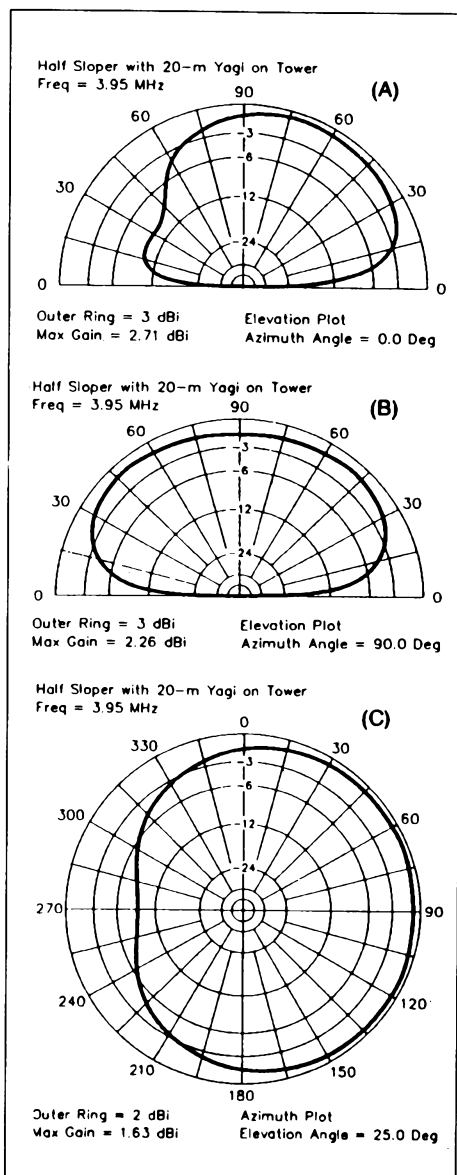 Half Sloper with 20-m Yagi on Tower
Freq = 3.95 MHz
(A)
90
60
60
-3
-6
30
30
-12
-24
0
0
Outer Ring = 3 dBi
Elevation Plot
Max Gain = 2.71 dBi
Azimuth Angle = 0.0 Deg
Half Sloper with 20-m Yagi on Tower
Freq = 3.95 MHz
(B)
90
60
60
-3
-6
30
30
-12
-24
0
0
Outer Ring = 3 dBi
Elevation Plot
Max Gain = 2.26 dBi
Azimuth Angle = 90.0 Deg
Half Sloper with 20-m Yagi on Tower
Freq = 3.95 MHz
(C)
0
330
30
-3
-6
300
60
-12
-24
270
90
240
120
210
150
180
Outer Ring = 2 dBi
Azimuth Plot
Max Gain = 1.63 dBi
Elevation Angle = 25.0 Deg